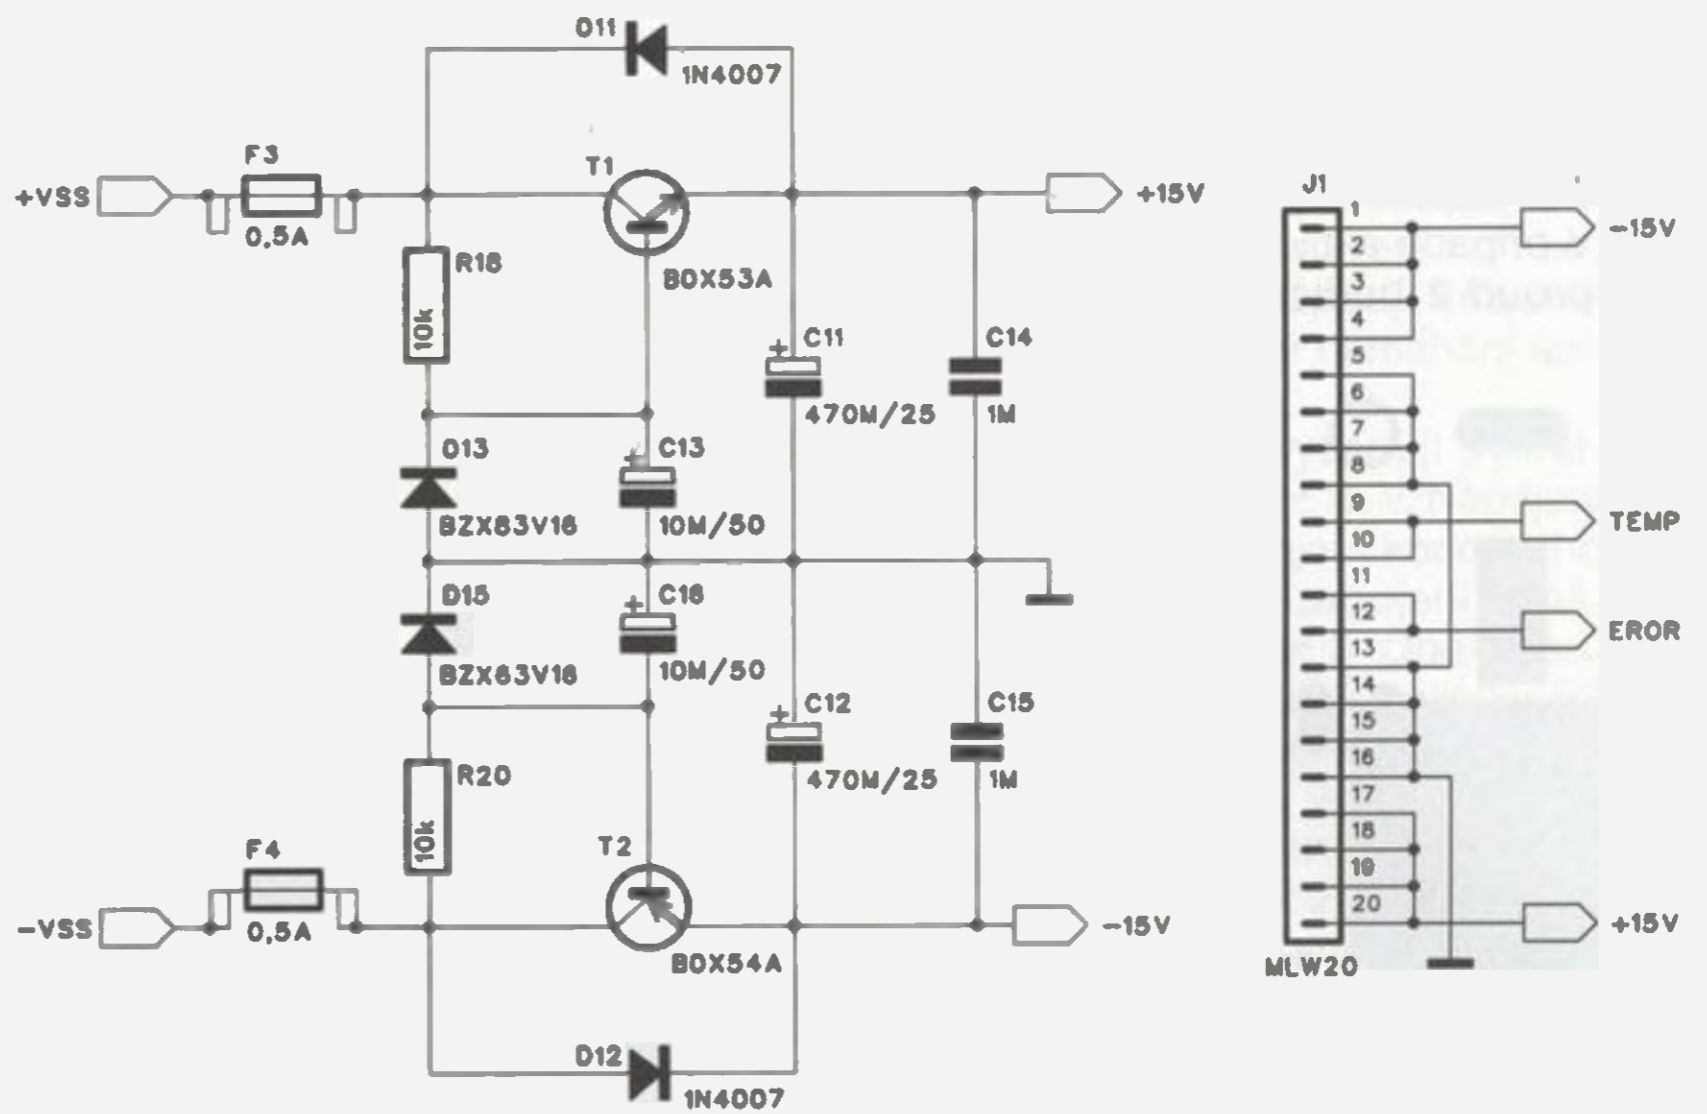 D11
1N4007
+VSS
F3
0,5A
T1
BDX53A
+15V
R18
10k
C11
470M/25
C14
1M
D13
BZX83V16
C13
10M/50
D15
BZX83V16
C16
10M/50
C12
470M/25
C15
1M
R20
10k
-VSS
F4
0,5A
T2
BDX54A
-15V
D12
1N4007
J1
1
2
3
4
5
6
7
8
9
10
11
12
13
14
15
16
17
18
19
20
MLW20
-15V
TEMP
EROR
+15V